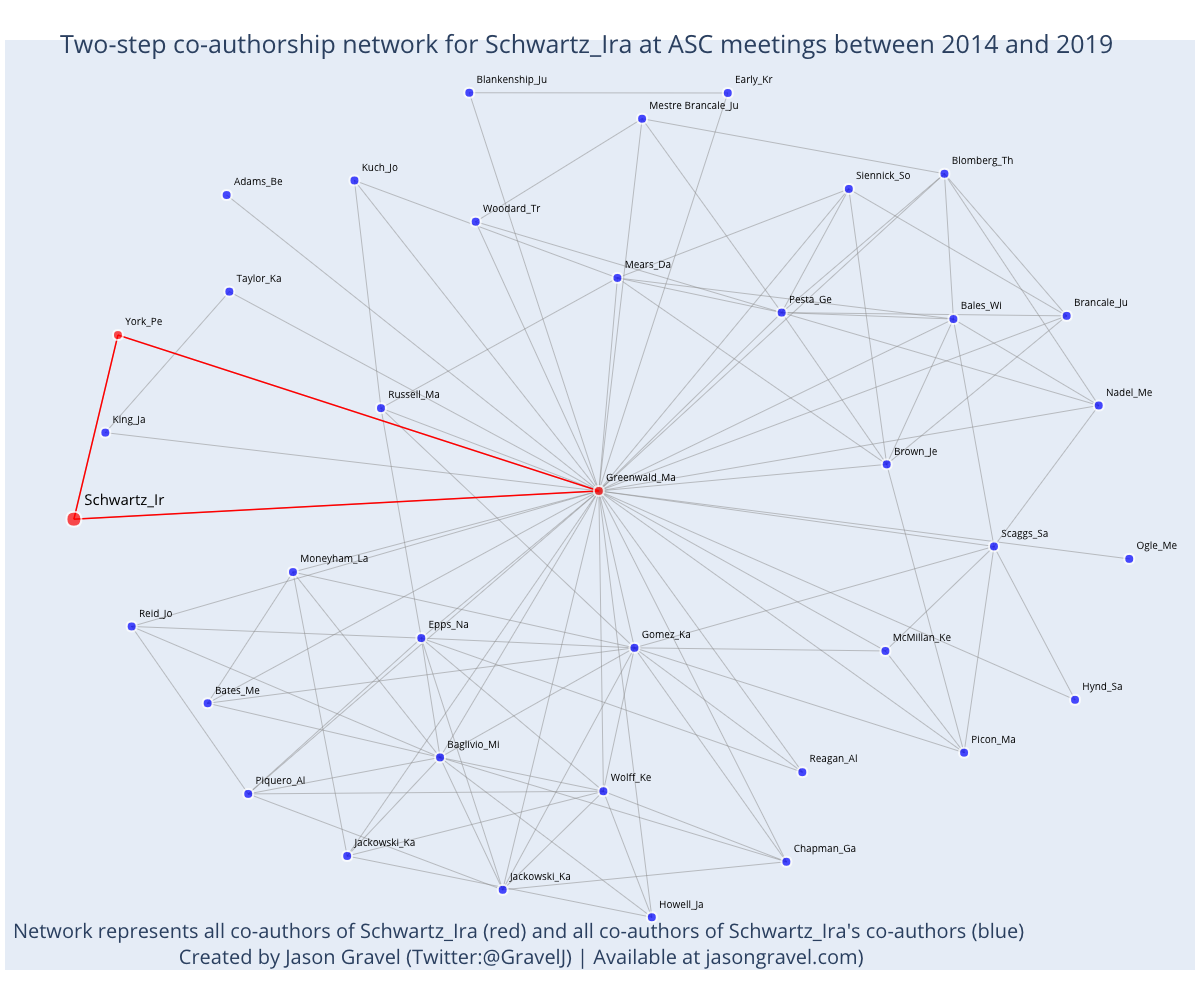 Two-step co-authorship network for Schwartz_Ira at ASC meetings between 2014 and 2019
Blankenship_Ju
Early_Kr
Mestre Brancale_Ju
Blomberg_Th
Kuch_Jo
Siennick_So
Adams_Be
Woodard_Tr
Mears_Da
Taylor_Ka
Pesta_Ge
Bales_Wi
Brancale_Ju
York_Pe
Russell_Ma
Nadel_Me
King_Ja
Brown_Je
Greenwald_Ma
Schwartz_Ir
Scaggs_Sa
Ogle_Me
Moneyham_La
Reid_Jo
Epps_Na
Gomez_Ka
McMillan_Ke
Bates_Me
Hynd_Sa
Baglivio_Mi
Picon_Ma
Reagan_Al
Piquero_Al
Wolff_Ke
Jackowski_Ka
Chapman_Ga
Jackowski_Ka
Howell_Ja
Network represents all co-authors of Schwartz_Ira (red) and all co-authors of Schwartz_Ira's co-authors (blue)
Created by Jason Gravel (Twitter:@GravelJ) | Available at jasongravel.com)